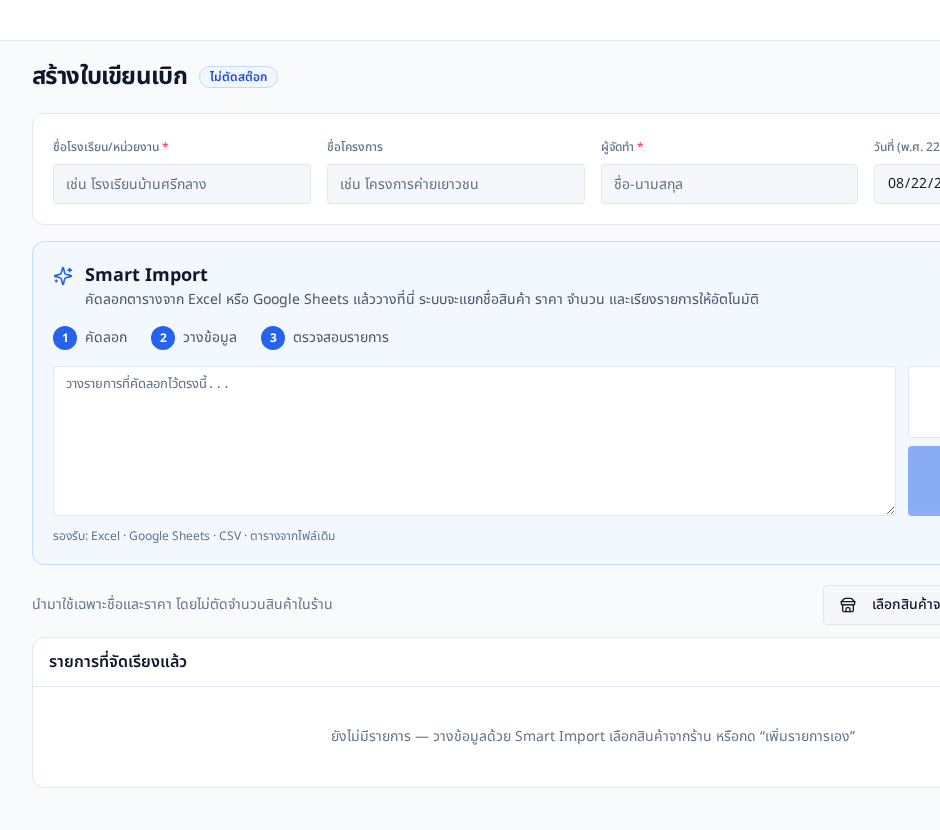 สร้างใบเขียนเบิก ไม่ตัดสต๊อก
ชื่อโรงเรียน/หน่วยงาน * ชื่อโครงการ ผู้จัดทำ * วันที่ (พ.ศ. 22
เช่น โรงเรียนบ้านศรีกลาง เช่น โครงการค่ายเยาวชน ชื่อ-นามสกุล 08/22/2
Smart Import
คัดลอกตารางจาก Excel หรือ Google Sheets แล้ววางที่นี่ ระบบจะแยกชื่อสินค้า ราคา จำนวน และเรียงรายการให้อัตโนมัติ
1 คัดลอก 2 วางข้อมูล 3 ตรวจสอบรายการ
วางรายการที่คัดลอกไว้ตรงนี้...
รองรับ: Excel · Google Sheets · CSV · ตารางจากไฟล์เดิม
นำมาใช้เฉพาะชื่อและราคา โดยไม่ตัดจำนวนสินค้าในร้าน เลือกสินค้าจ
รายการที่จัดเรียงแล้ว
ยังไม่มีรายการ — วางข้อมูลด้วย Smart Import เลือกสินค้าจากร้าน หรือกด “เพิ่มรายการเอง”